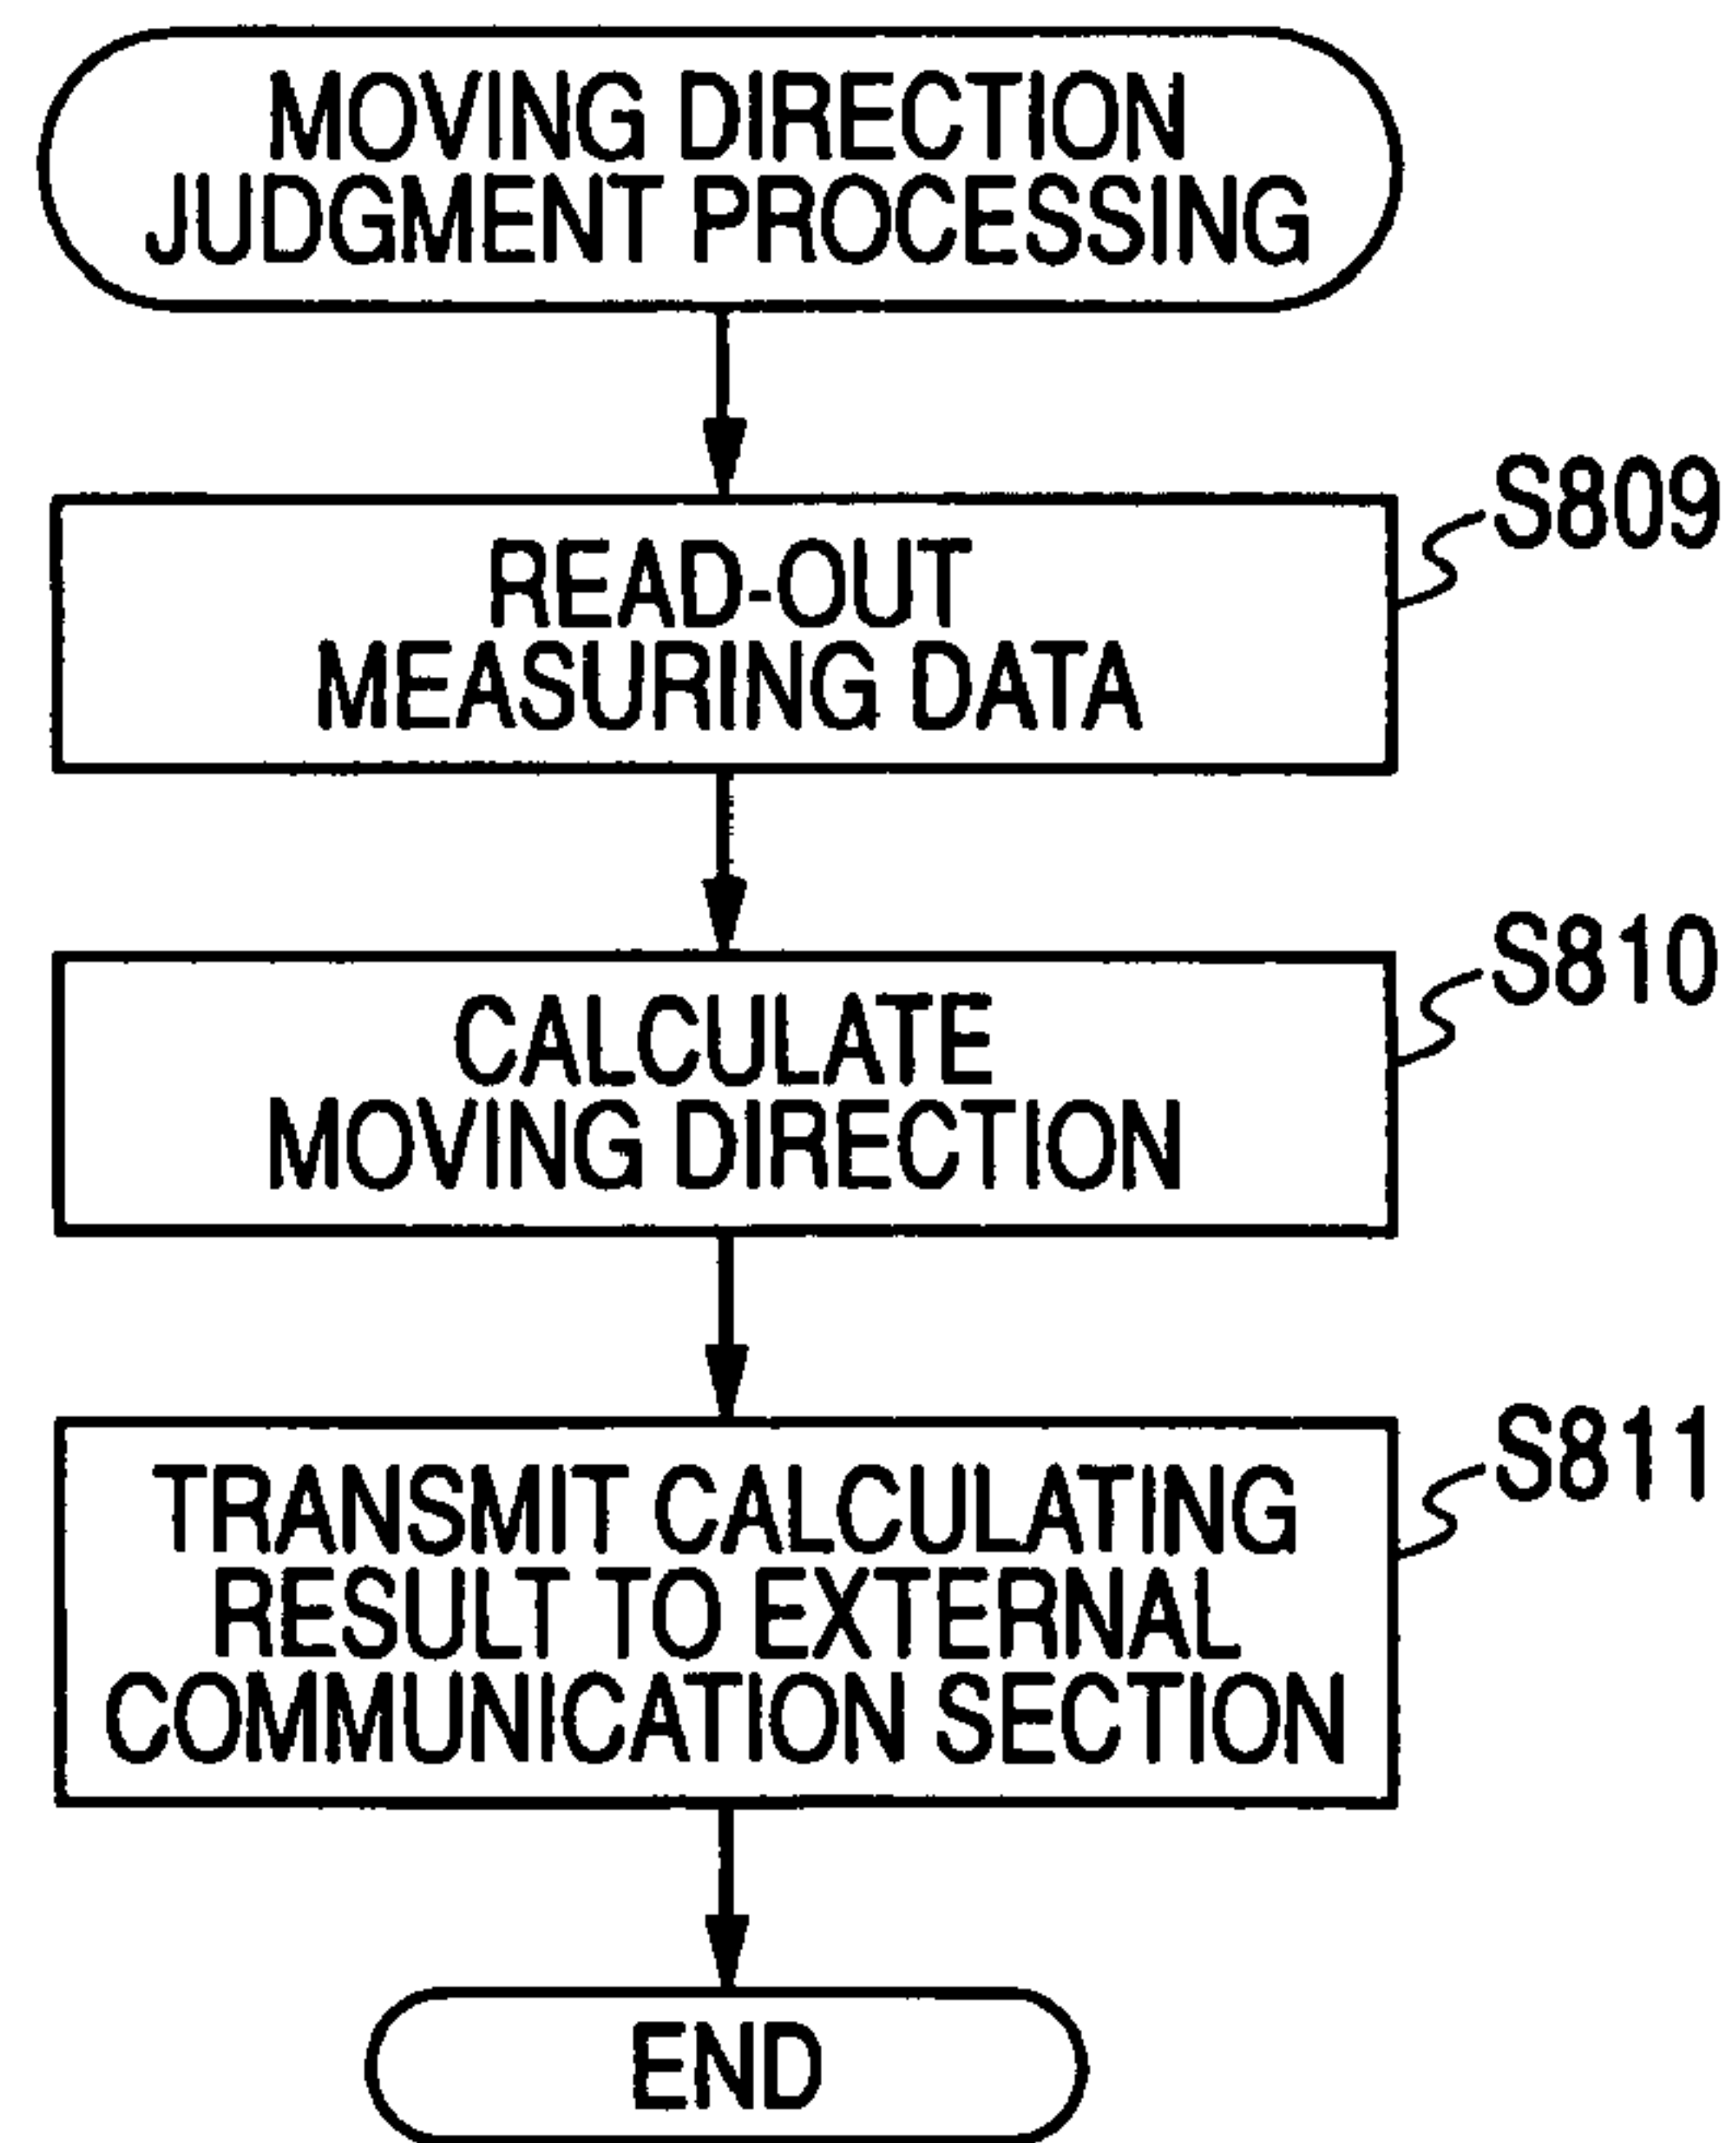 MOVING DIRECTION
JUDGMENT PROCESSING
S809
READ-OUT
MEASURING DATA
S810
CALCULATE
MOVING DIRECTION
S811
TRANSMIT CALCULATING
RESULT TO EXTERNAL
COMMUNICATION SECTION
END